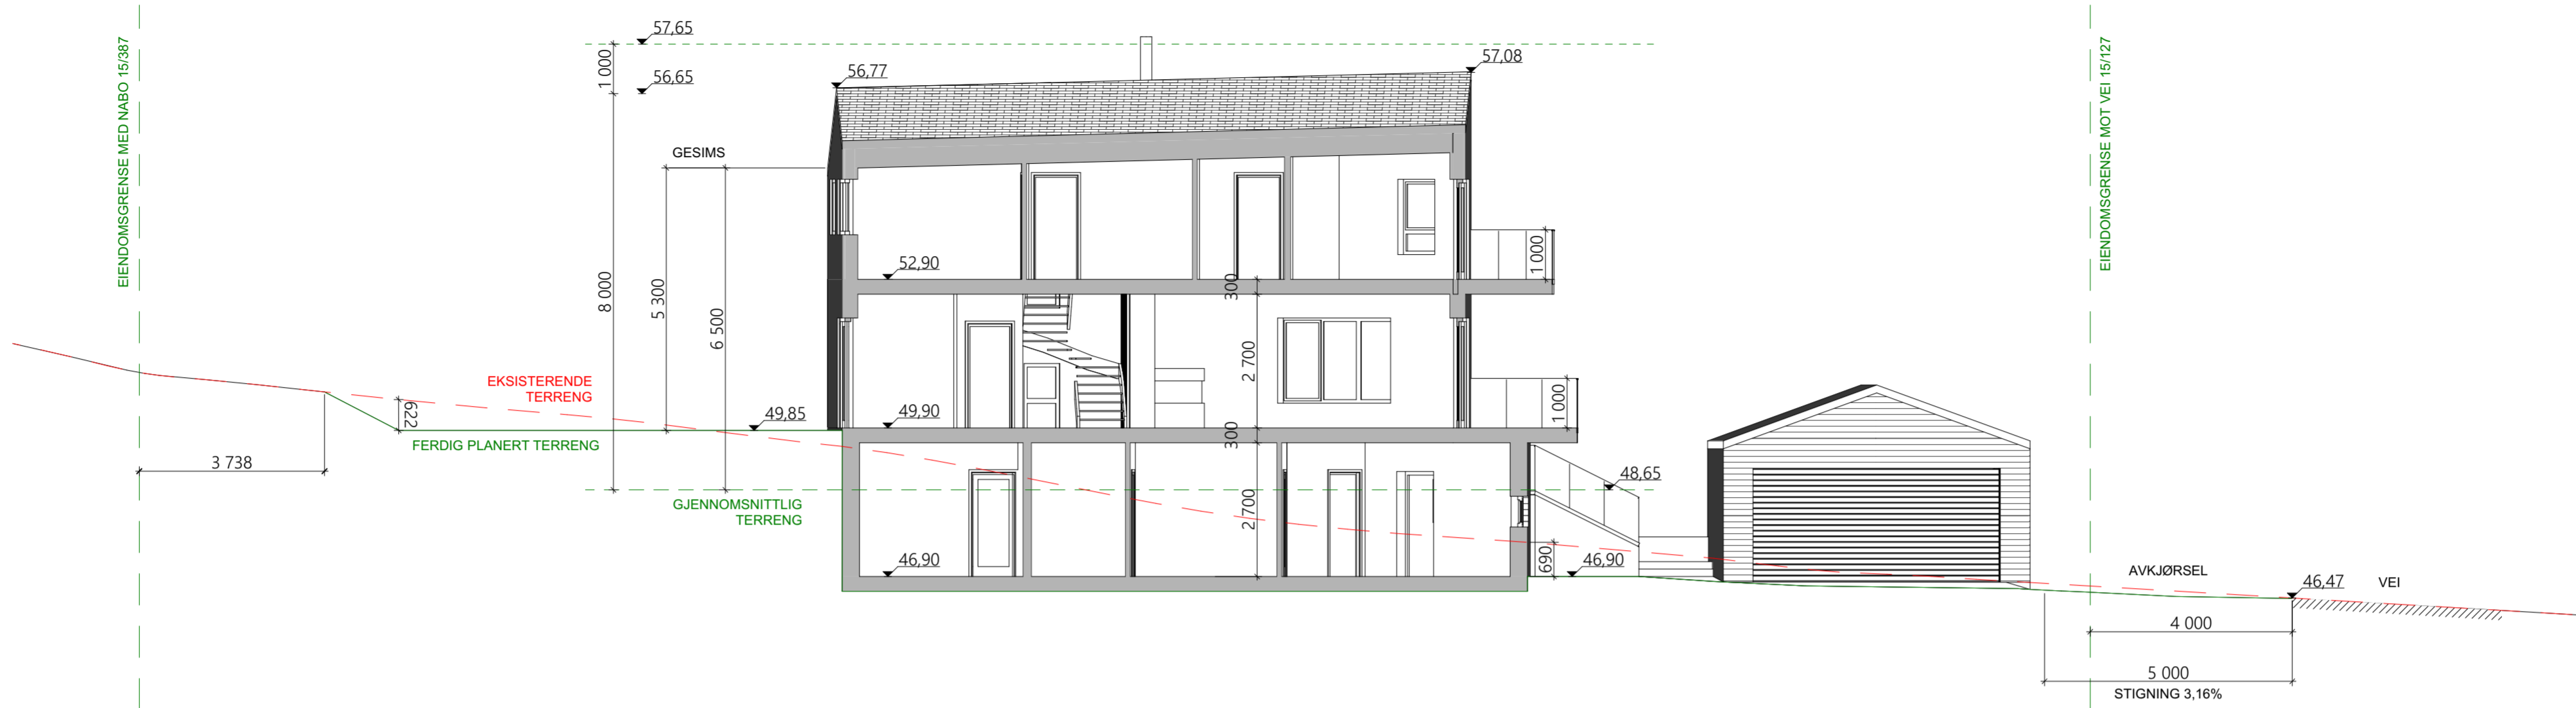 EIENDOMSGRENSE MED NABO 15/387
57,65
1 000
56,65
56,77
57,08
EIENDOMSGRENSE MOT VEI 15/127
GESIMS
8 000
5 300
6 500
52,90
300
1 000
EKSISTERENDE
TERRENG
622
49,85
49,90
2 700
1 000
FERDIG PLANERT TERRENG
300
3 738
GJENNOMSNITTLIG
TERRENG
48,65
2 700
46,90
690
46,90
AVKJØRSEL
46,47
VEI
4 000
5 000
STIGNING 3,16%